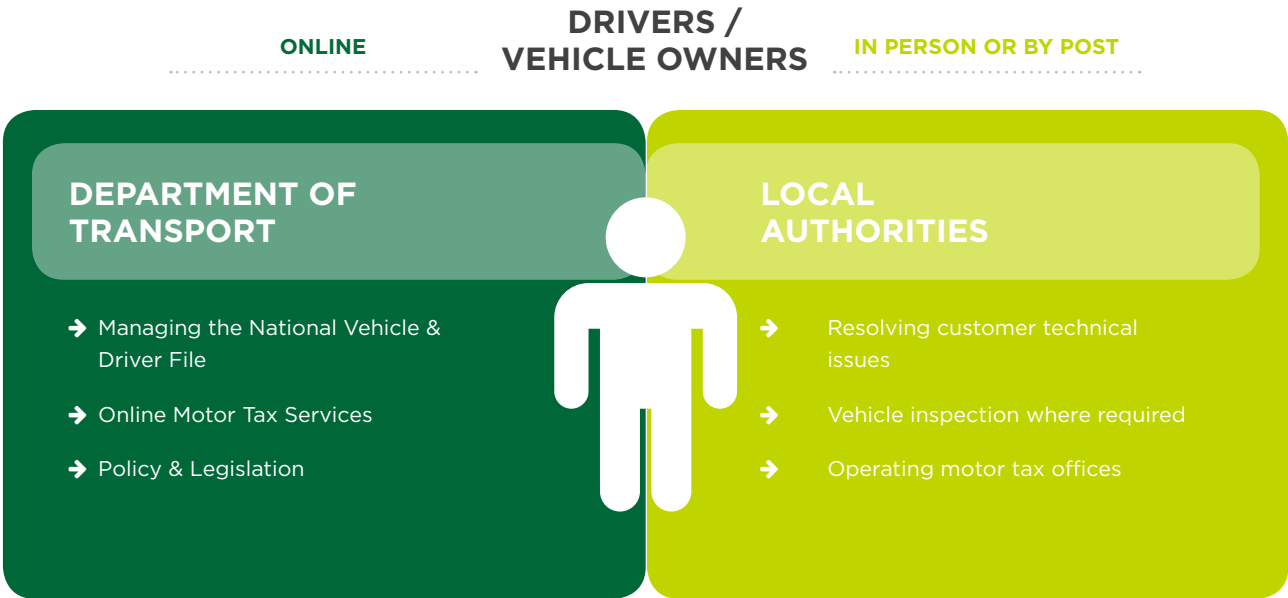 DRIVERS /
VEHICLE OWNERS
ONLINE
IN PERSON OR BY POST
DEPARTMENT OF
TRANSPORT
Managing the National Vehicle &
Driver File
Online Motor Tax Services
Policy & Legislation
LOCAL
AUTHORITIES
Resolving customer technical
issues
Vehicle inspection where required
Operating motor tax offices